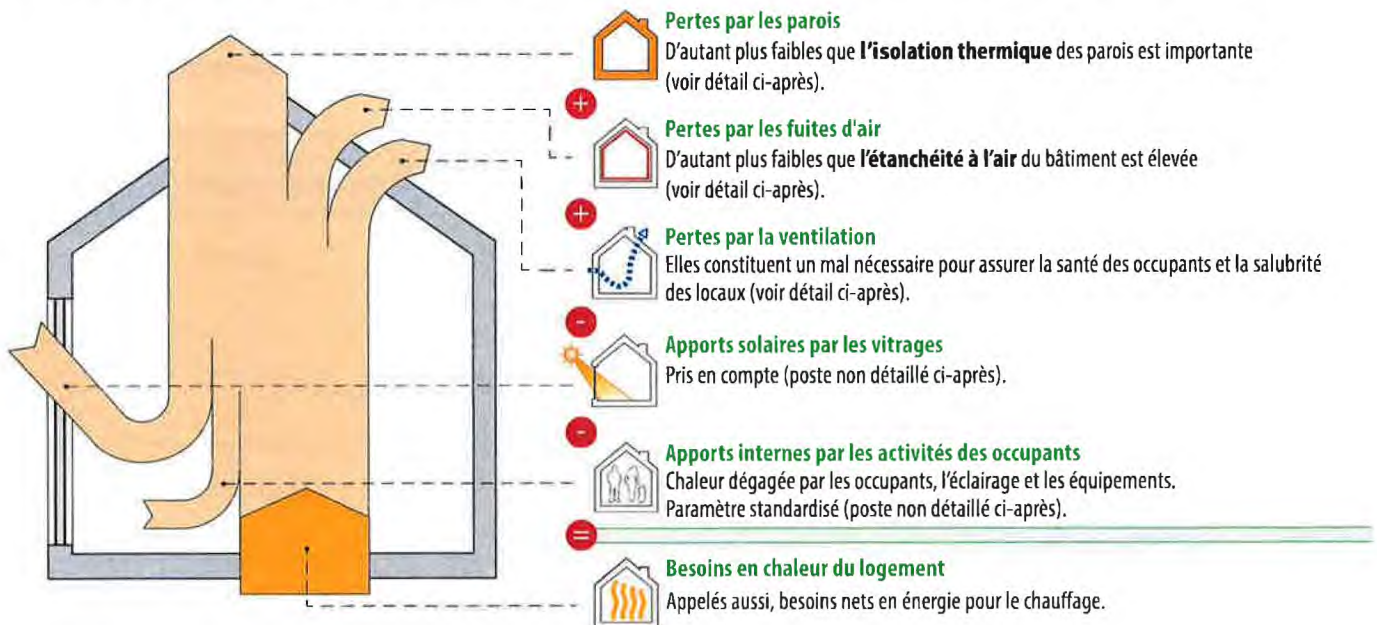 Pertes par les parois
D'autant plus faibles que l'isolation thermique des parois est importante
(voir détail ci-après).
+
Pertes par les fuites d'air
D'autant plus faibles que l'étanchéité à l'air du bâtiment est élevée
(voir détail ci-après).
+
Pertes par la ventilation
Elles constituent un mal nécessaire pour assurer la santé des occupants et la salubrité
des locaux (voir détail ci-après).
-
Apports solaires par les vitrages
Pris en compte (poste non détaillé ci-après).
-
Apports internes par les activités des occupants
Chaleur dégagée par les occupants, l'éclairage et les équipements.
Paramètre standardisé (poste non détaillé ci-après).
=
Besoins en chaleur du logement
Appelés aussi, besoins nets en énergie pour le chauffage.